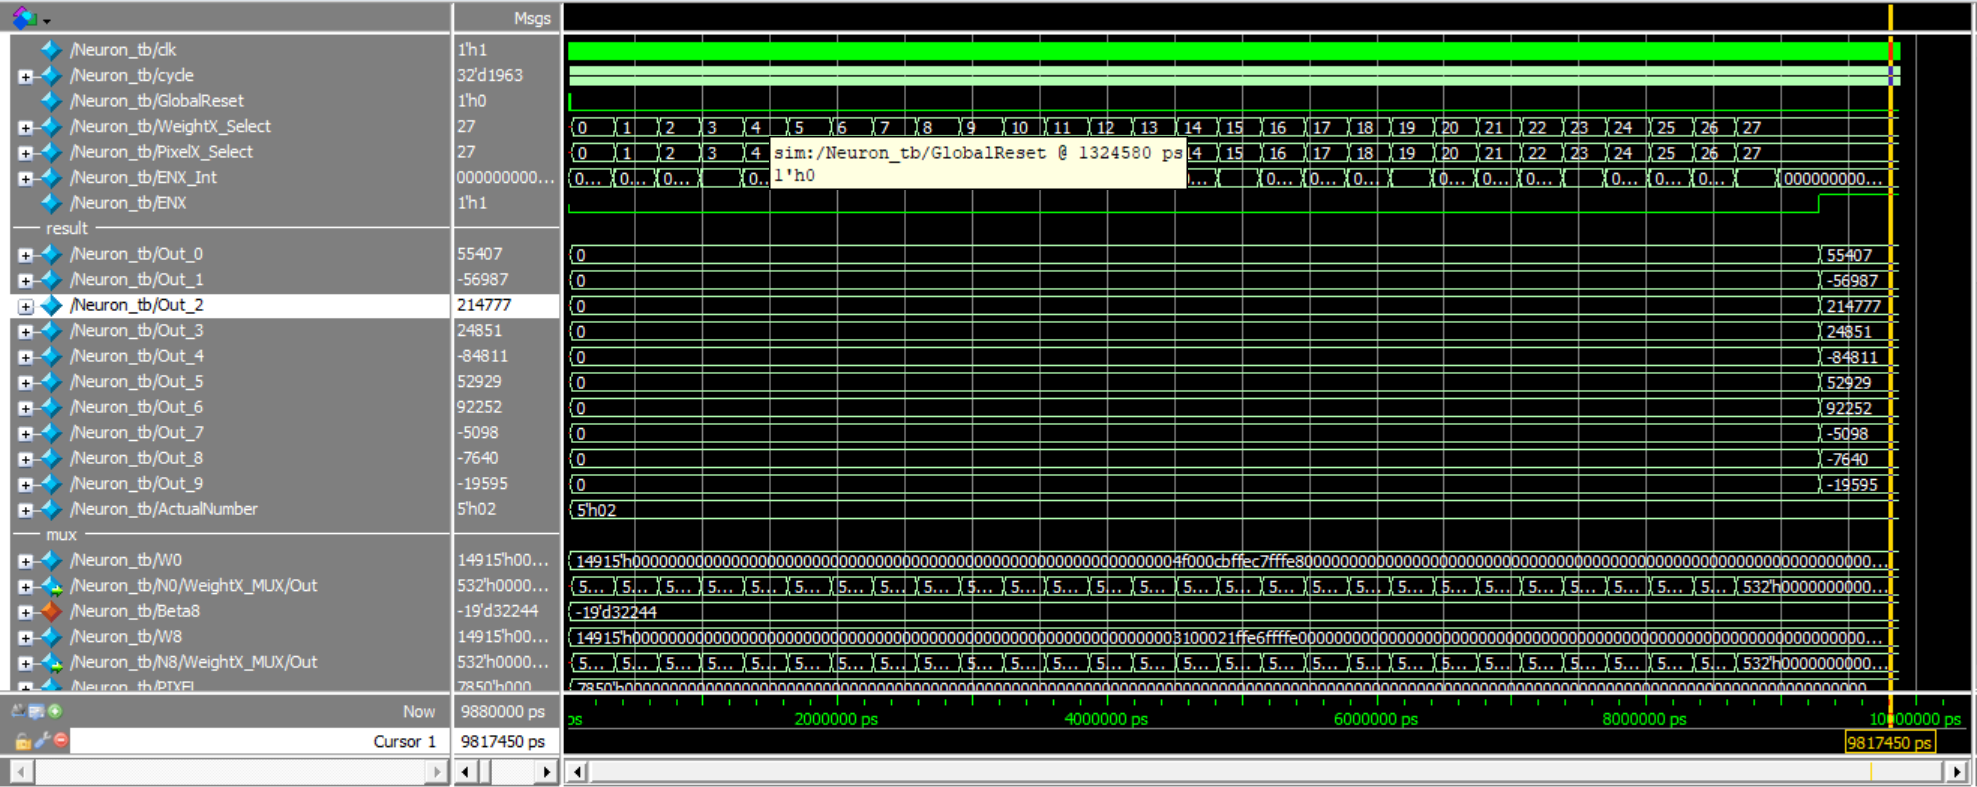 Msgs
/Neuron_tb/clk 1'h1
/Neuron_tb/cycle 32'd1963
/Neuron_tb/GlobalReset 1'h0
/Neuron_tb/WeightX_Select 27 0 1 2 3 4 5 6 7 8 9 10 11 12 13 14 15 16 17 18 19 20 21 22 23 24 25 26 27
/Neuron_tb/PixelX_Select 27 0 1 2 3 4 14 15 16 17 18 19 20 21 22 23 24 25 26 27
sim:/Neuron_tb/GlobalReset @ 1324580 ps
1'h0
/Neuron_tb/ENX_Int 000000000... 0... 0... 0... 0... 0... 0... 0... 0... 0... 0... 0... 0... 0... 000000000...
/Neuron_tb/ENX 1'h1
result
/Neuron_tb/Out_0 55407 0 55407
/Neuron_tb/Out_1 -56987 0 -56987
/Neuron_tb/Out_2 214777 0 214777
/Neuron_tb/Out_3 24851 0 24851
/Neuron_tb/Out_4 -84811 0 -84811
/Neuron_tb/Out_5 52929 0 52929
/Neuron_tb/Out_6 92252 0 92252
/Neuron_tb/Out_7 -5098 0 -5098
/Neuron_tb/Out_8 -7640 0 -7640
/Neuron_tb/Out_9 -19595 0 -19595
/Neuron_tb/ActualNumber 5'h02 5'h02
mux
/Neuron_tb/W0 14915'h00...
/Neuron_tb/N0/WeightX_MUX/Out 532'h0000... 5... 5... 5... 5... 5... 5... 5... 5... 5... 5... 5... 5... 5... 5... 5... 5... 5... 5... 5... 5... 5... 5... 5... 5... 5... 5... 5... 532'h0000000000...
/Neuron_tb/Beta8 -19'd32244 -19'd32244
/Neuron_tb/W8 14915'h00...
/Neuron_tb/N8/WeightX_MUX/Out 532'h0000... 5... 5... 5... 5... 5... 5... 5... 5... 5... 5... 5... 5... 5... 5... 5... 5... 5... 5... 5... 5... 5... 5... 5... 5... 5... 5... 5... 532'h0000000000...
/Neuron_tb/PIXEL 7850'h000
Now 9880000 ps ps 2000000 ps 4000000 ps 6000000 ps 8000000 ps 10000000 ps
Cursor 1 9817450 ps 9817450 ps